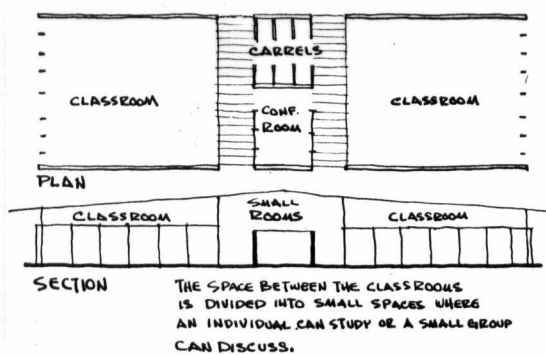 CARRELS
CLASSROOM
CONF.
ROOM
CLASSROOM
PLAN
CLASSROOM
SMALL
ROOMS
CLASSROOM
SECTION
THE SPACE BETWEEN THE CLASSROOMS
IS DIVIDED INTO SMALL SPACES WHERE
AN INDIVIDUAL CAN STUDY OR A SMALL GROUP
CAN DISCUSS.